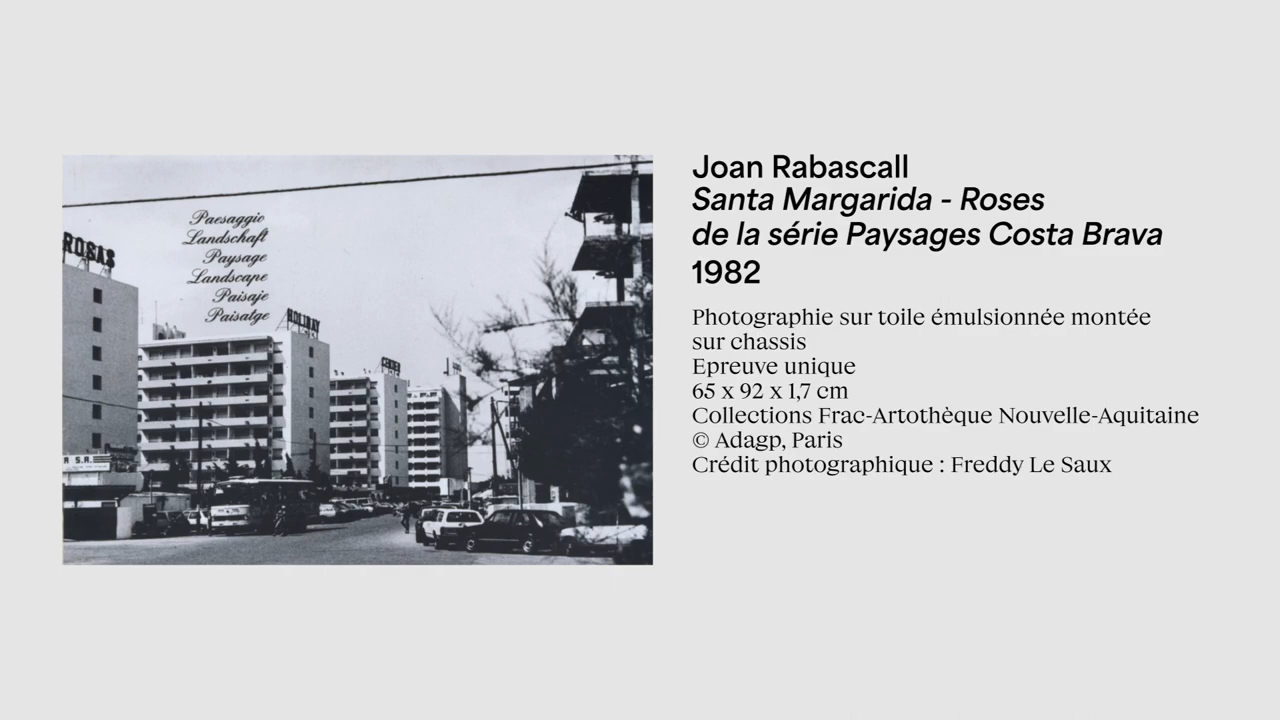 ROSAS
Paesaggio
Landschaft
Paysage
Landscape
Paisaje
Paisatge
HOLIDAY
Joan Rabascall
Santa Margarida - Roses
de la série Paysages Costa Brava
1982
Photographie sur toile émulsionnée montée
sur chassis
Epreuve unique
65 x 92 x 1,7 cm
Collections Frac-Artothèque Nouvelle-Aquitaine
© Adagp, Paris
Crédit photographique : Freddy Le Saux